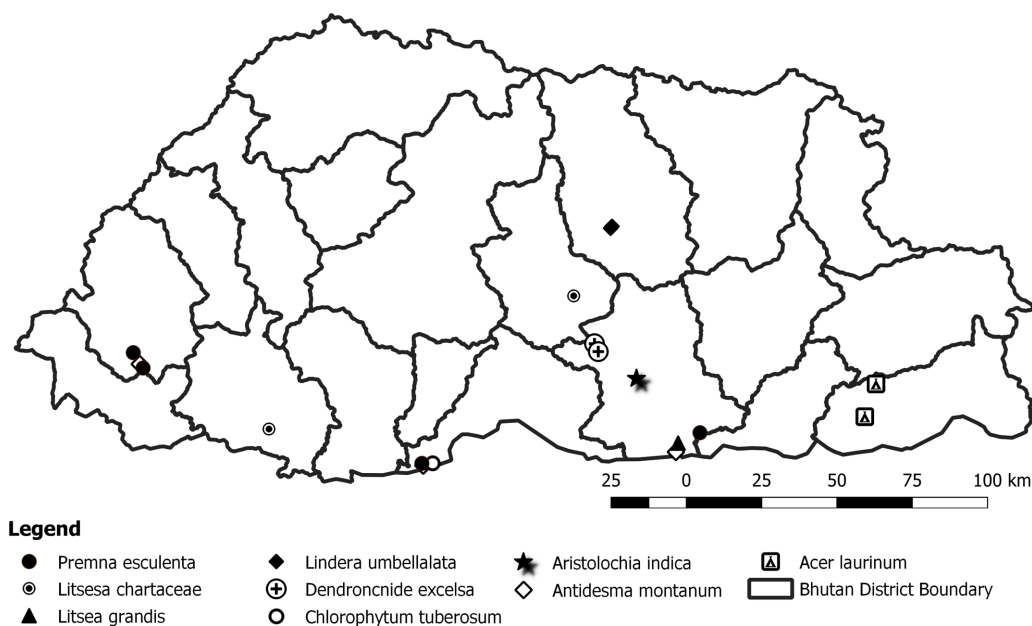 25 0 25 50 75 100 km
Legend
Premna esculenta Lindera umbellalata Aristolochia indica Acer laurinum
Litsesa chartaceae Dendroncnide excelsa Antidesma montanum Bhutan District Boundary
Litsea grandis Chlorophytum tuberosum